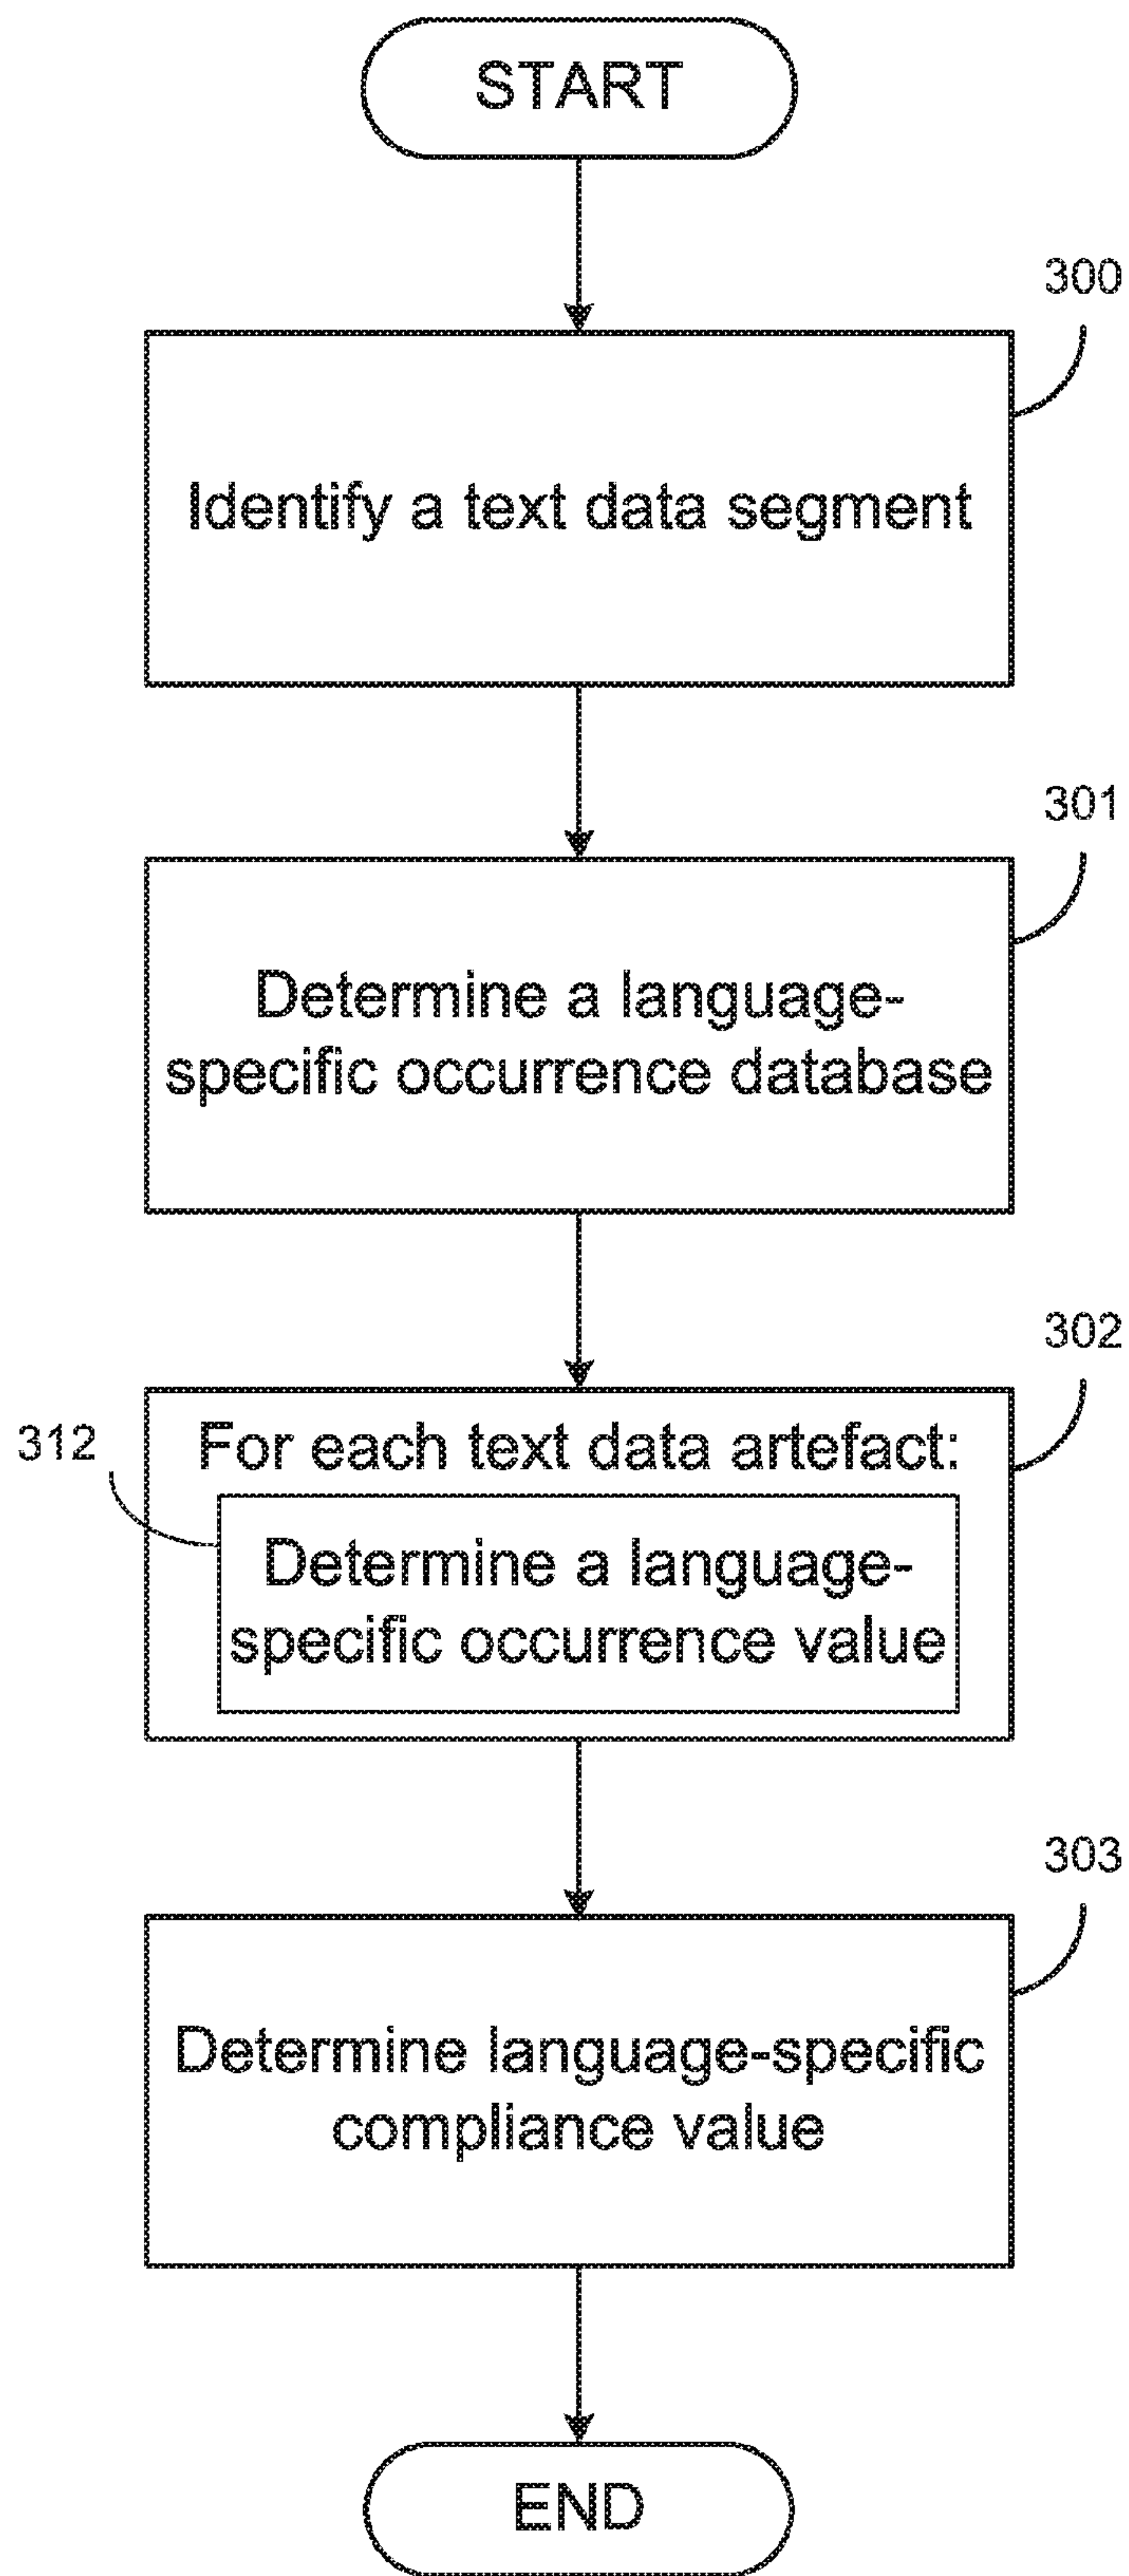 START
300
Identify a text data segment
301
Determine a language-
specific occurrence database
302
312
For each text data artefact:
Determine a language-
specific occurrence value
303
Determine language-specific
compliance value
END